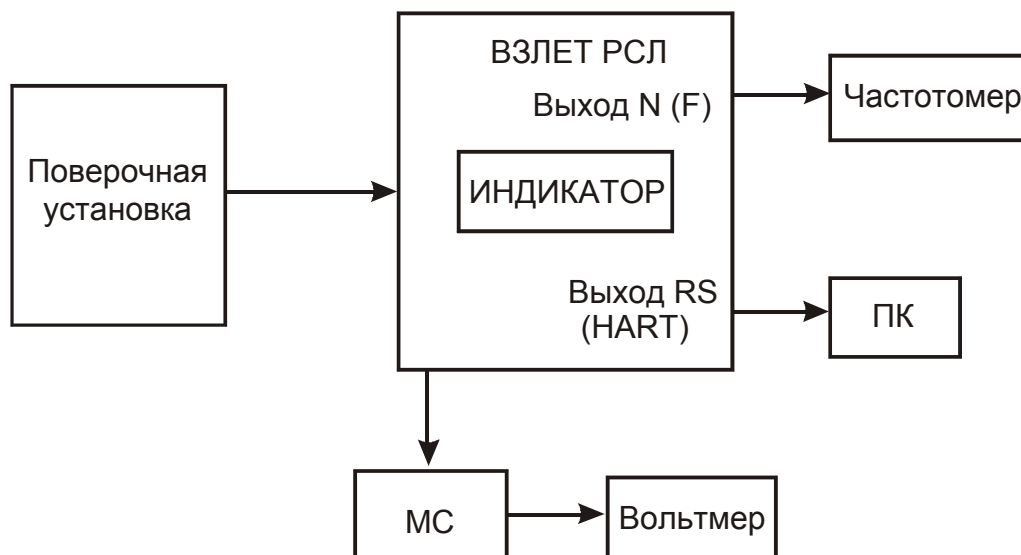 ВЗЛЕТ РСЛ
Выход N (F)
Частотомер
Поверочная
установка
ИНДИКАТОР
Выход RS
(HART)
ПК
МС
Вольтмер